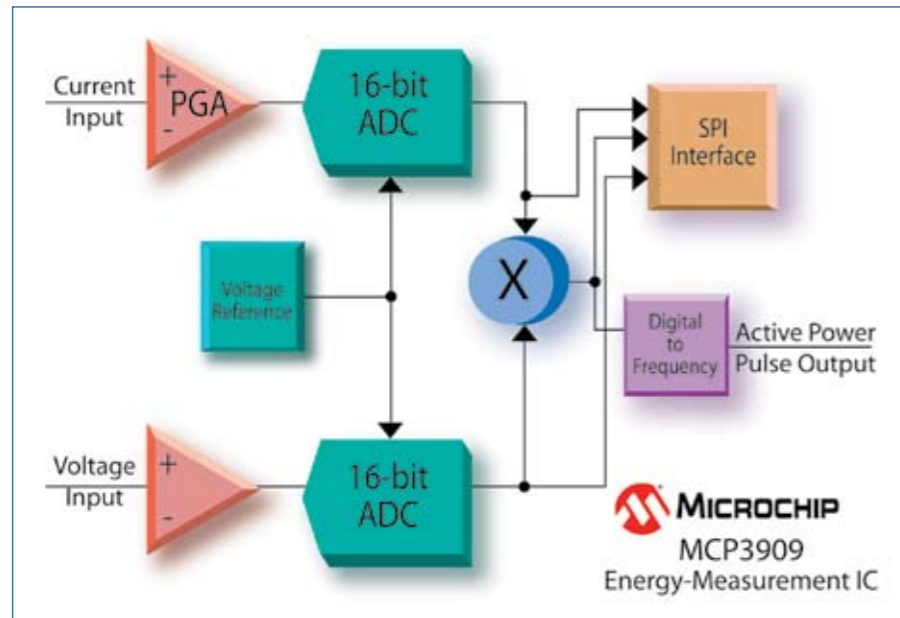 Current
Input
+
PGA
-
16-bit
ADC
SPI
Interface
Voltage
Reference
X
Digital
to
Frequency
Active Power
Pulse Output
Voltage
Input
+
-
16-bit
ADC
MICROCHIP
MCP3909
Energy-Measurement IC